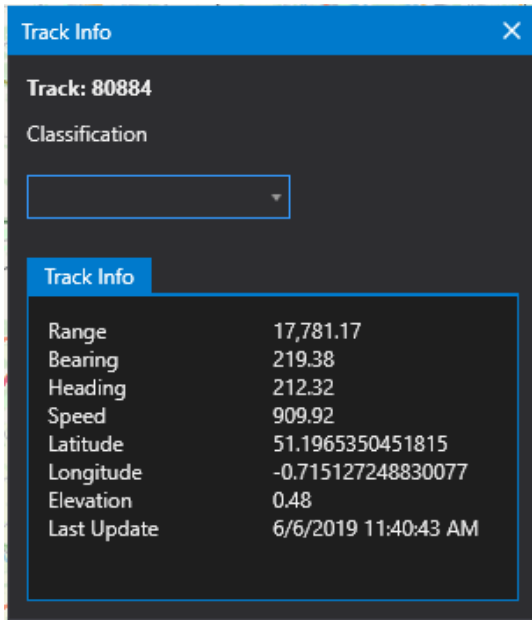 Track Info
Track: 80884
Classification
Track Info
Range 17,781.17
Bearing 219.38
Heading 212.32
Speed 909.92
Latitude 51.1965350451815
Longitude -0.715127248830077
Elevation 0.48
Last Update 6/6/2019 11:40:43 AM